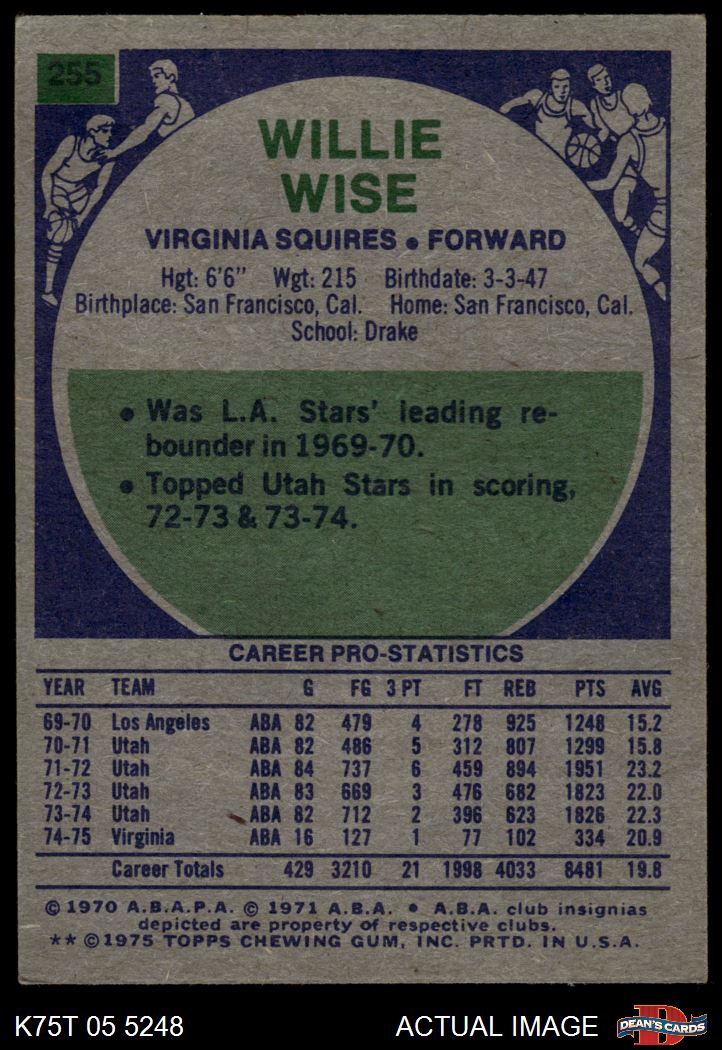 255
WILLIE
WISE
VIRGINIA SQUIRES • FORWARD
Hgt: 6'6" Wgt: 215 Birthdate: 3-3-47
Birthplace: San Francisco, Cal. Home: San Francisco, Cal.
School: Drake
• Was L.A. Stars' leading re-
bounder in 1969-70.
• Topped Utah Stars in scoring,
72-73 & 73-74.
CAREER PRO-STATISTICS
YEAR TEAM G FG 3 PT FT REB PTS AVG
69-70 Los Angeles ABA 82 479 4 278 925 1248 15.2
70-71 Utah ABA 82 486 5 312 807 1299 15.8
71-72 Utah ABA 84 737 6 459 894 1951 23.2
72-73 Utah ABA 83 669 3 476 682 1823 22.0
73-74 Utah ABA 82 712 2 396 623 1826 22.3
74-75 Virginia ABA 16 127 1 77 102 334 20.9
Career Totals 429 3210 21 1998 4033 8481 19.8
© 1970 A.B.A.P.A. © 1971 A.B.A. • A.B.A. club insignias
depicted are property of respective clubs.
** © 1975 TOPPS CHEWING GUM, INC. PRTD. IN U.S.A.
K75T 05 5248 ACTUAL IMAGE D DEAN'S CARDS